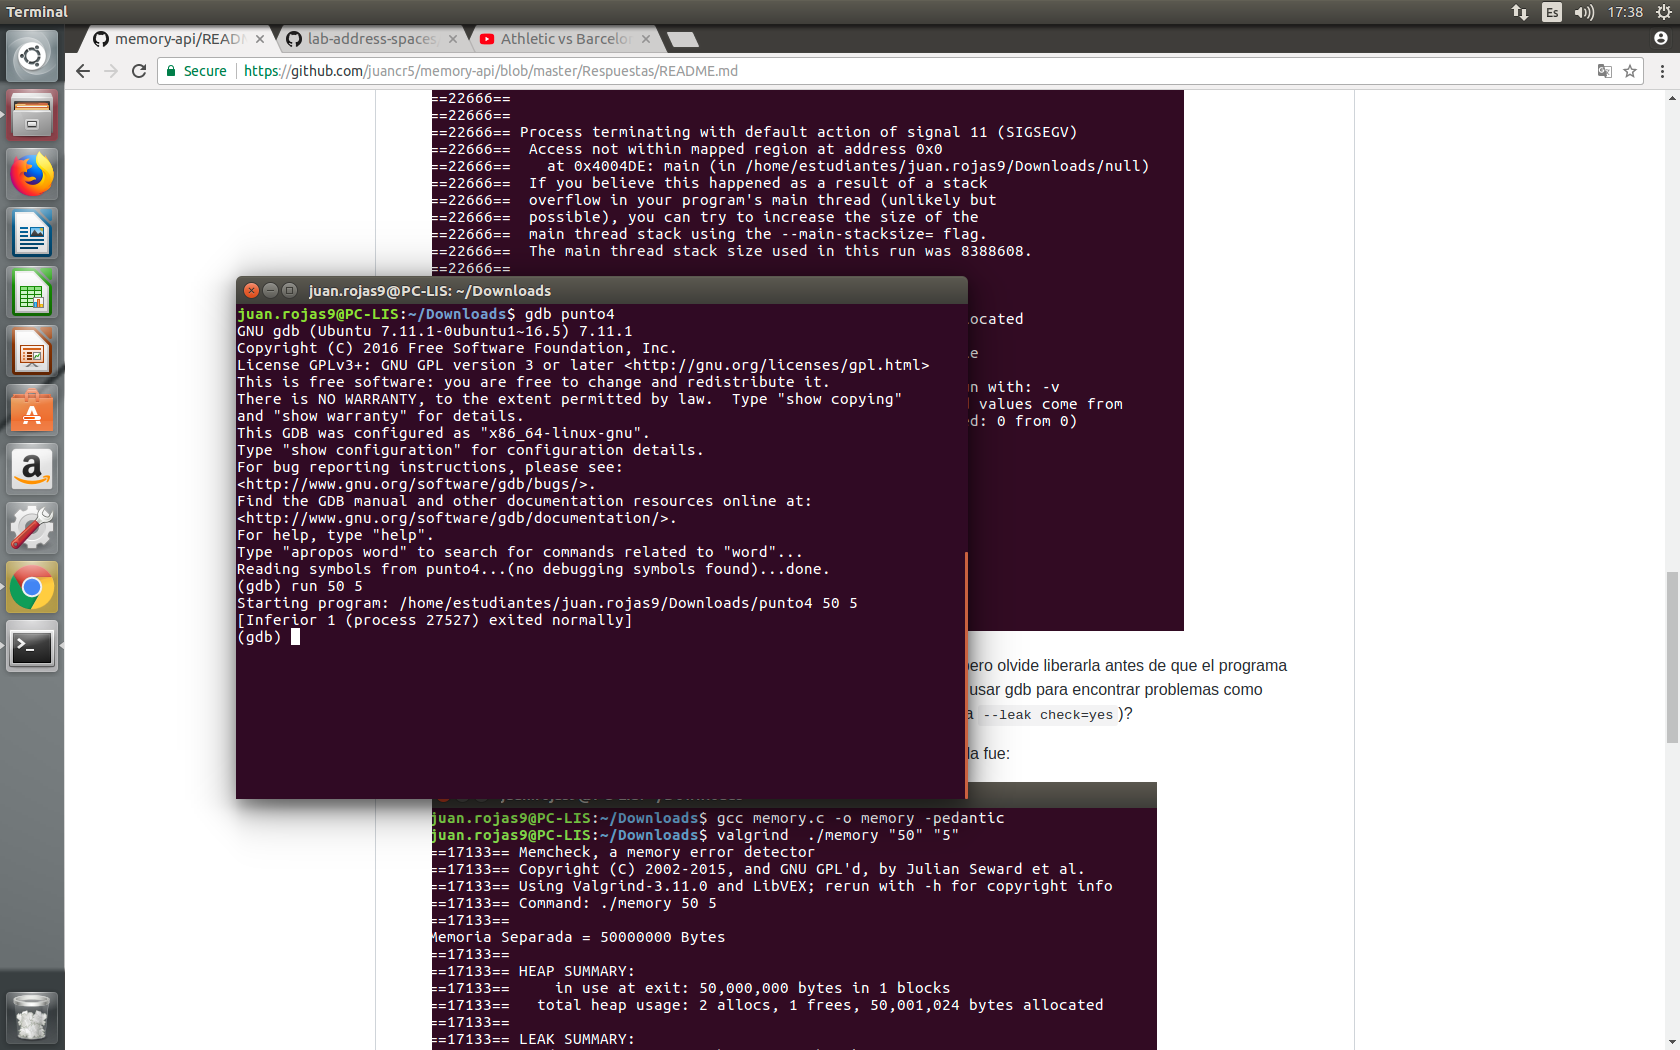 Terminal
Es
17:38
memory-api/READ
lab-address-spaces
Athletic vs Barcelo
Secure
https://github.com/juancr5/memory-api/blob/master/Respuestas/README.md
==22666==
==22666==
==22666== Process terminating with default action of signal 11 (SIGSEGV)
==22666==  Access not within mapped region at address 0x0
==22666==    at 0x4004DE: main (in /home/estudiantes/juan.rojas9/Downloads/null)
==22666==  If you believe this happened as a result of a stack
==22666==  overflow in your program's main thread (unlikely but
==22666==  possible), you can try to increase the size of the
==22666==  main thread stack using the --main-stacksize= flag.
==22666==  The main thread stack size used in this run was 8388608.
==22666==
ocated
e
n with: -v
values come from
ed: 0 from 0)
juan.rojas9@PC-LIS: ~/Downloads
juan.rojas9@PC-LIS:~/Downloads$ gdb punto4
GNU gdb (Ubuntu 7.11.1-0ubuntu1~16.5) 7.11.1
Copyright (C) 2016 Free Software Foundation, Inc.
License GPLv3+: GNU GPL version 3 or later <http://gnu.org/licenses/gpl.html>
This is free software: you are free to change and redistribute it.
There is NO WARRANTY, to the extent permitted by law.  Type "show copying"
and "show warranty" for details.
This GDB was configured as "x86_64-linux-gnu".
Type "show configuration" for configuration details.
For bug reporting instructions, please see:
<http://www.gnu.org/software/gdb/bugs/>.
Find the GDB manual and other documentation resources online at:
<http://www.gnu.org/software/gdb/documentation/>.
For help, type "help".
Type "apropos word" to search for commands related to "word"...
Reading symbols from punto4...(no debugging symbols found)...done.
(gdb) run 50 5
Starting program: /home/estudiantes/juan.rojas9/Downloads/punto4 50 5
[Inferior 1 (process 27527) exited normally]
(gdb)
pero olvide liberarla antes de que el programa
usar gdb para encontrar problemas como
a --leak check=yes )?
la fue:
juan.rojas9@PC-LIS:~/Downloads$ gcc memory.c -o memory -pedantic
juan.rojas9@PC-LIS:~/Downloads$ valgrind  ./memory "50" "5"
==17133== Memcheck, a memory error detector
==17133== Copyright (C) 2002-2015, and GNU GPL'd, by Julian Seward et al.
==17133== Using Valgrind-3.11.0 and LibVEX; rerun with -h for copyright info
==17133== Command: ./memory 50 5
==17133==
Memoria Separada = 50000000 Bytes
==17133==
==17133== HEAP SUMMARY:
==17133==     in use at exit: 50,000,000 bytes in 1 blocks
==17133==   total heap usage: 2 allocs, 1 frees, 50,001,024 bytes allocated
==17133==
==17133== LEAK SUMMARY: